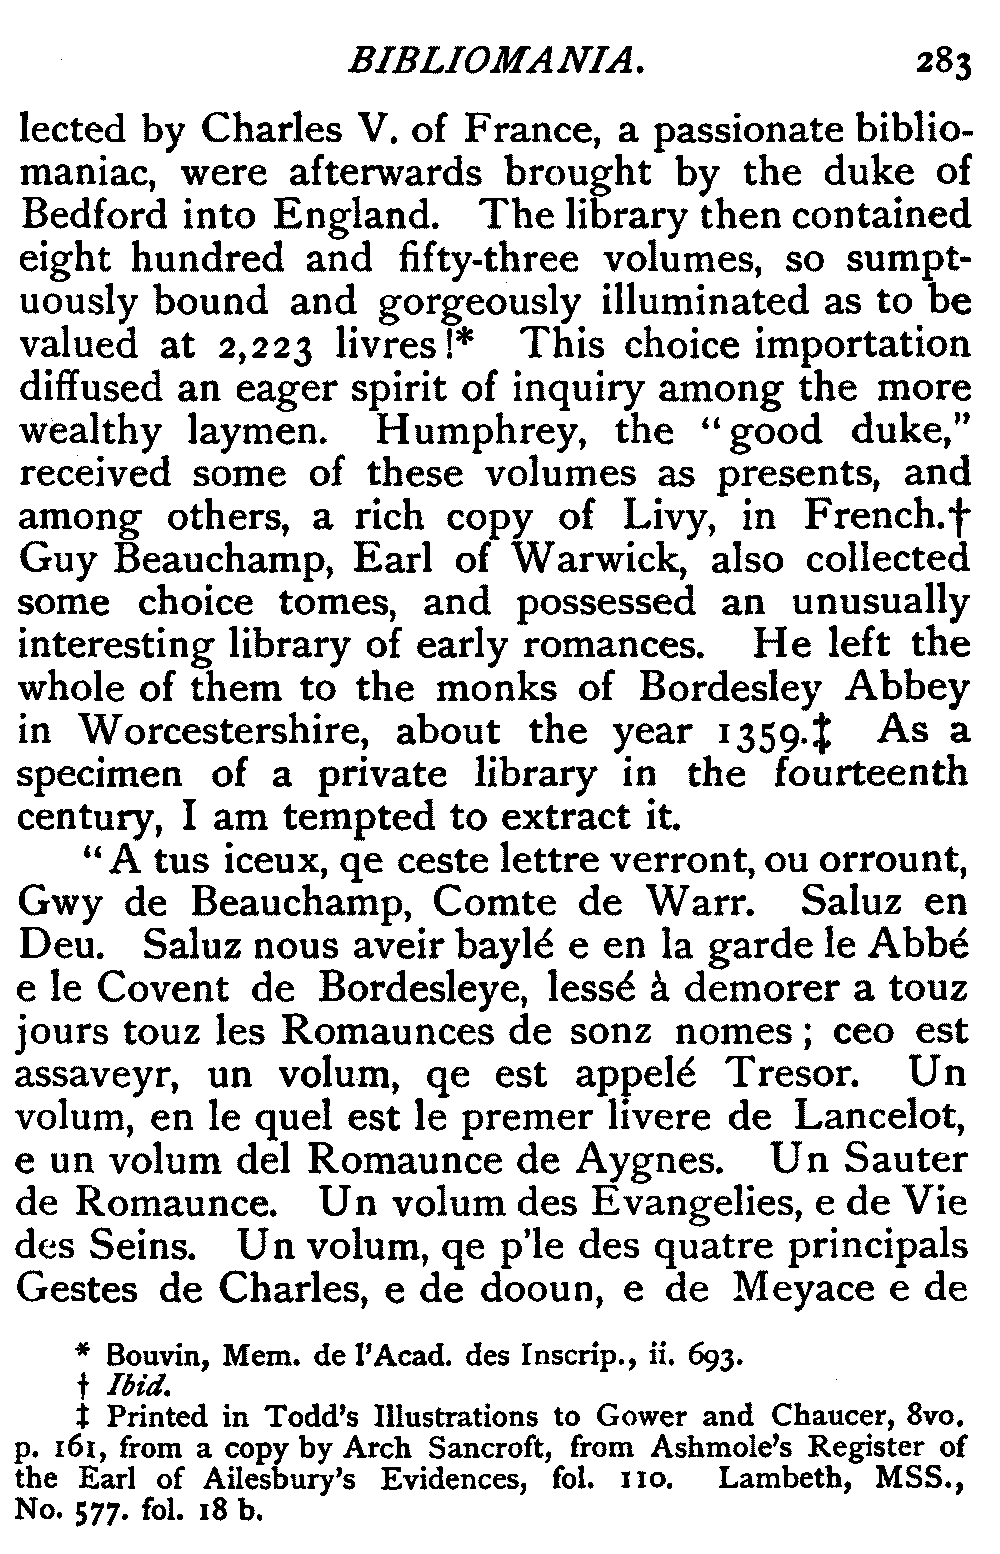 BIBLIOMANIA. 283
lected by Charles V. of France, a passionate biblio-
maniac, were afterwards brought by the duke of
Bedford into England. The library then contained
eight hundred and fifty-three volumes, so sumpt-
uously bound and gorgeously illuminated as to be
valued at 2,223 livres!* This choice importation
diffused an eager spirit of inquiry among the more
wealthy laymen. Humphrey, the "good duke,"
received some of these volumes as presents, and
among others, a rich copy of Livy, in French.†
Guy Beauchamp, Earl of Warwick, also collected
some choice tomes, and possessed an unusually
interesting library of early romances. He left the
whole of them to the monks of Bordesley Abbey
in Worcestershire, about the year 1359.‡ As a
specimen of a private library in the fourteenth
century, I am tempted to extract it.
"A tus iceux, qe ceste lettre verront, ou orrount,
Gwy de Beauchamp, Comte de Warr. Saluz en
Deu. Saluz nous aveir baylé e en la garde le Abbé
e le Covent de Bordesleye, lessé à demorer a touz
jours touz les Romaunces de sonz nomes; ceo est
assaveyr, un volum, qe est appelé Tresor. Un
volum, en le quel est le premer livere de Lancelot,
e un volum del Romaunce de Aygnes. Un Sauter
de Romaunce. Un volum des Evangelies, e de Vie
des Seins. Un volum, qe p'le des quatre principals
Gestes de Charles, e de dooun, e de Meyace e de
* Bouvin, Mem. de l'Acad. des Inscrip., ii. 693.
† Ibid.
‡ Printed in Todd's Illustrations to Gower and Chaucer, 8vo.
p. 161, from a copy by Arch Sancroft, from Ashmole's Register of
the Earl of Ailesbury's Evidences, fol. 110. Lambeth, MSS.,
No. 577. fol. 18 b.